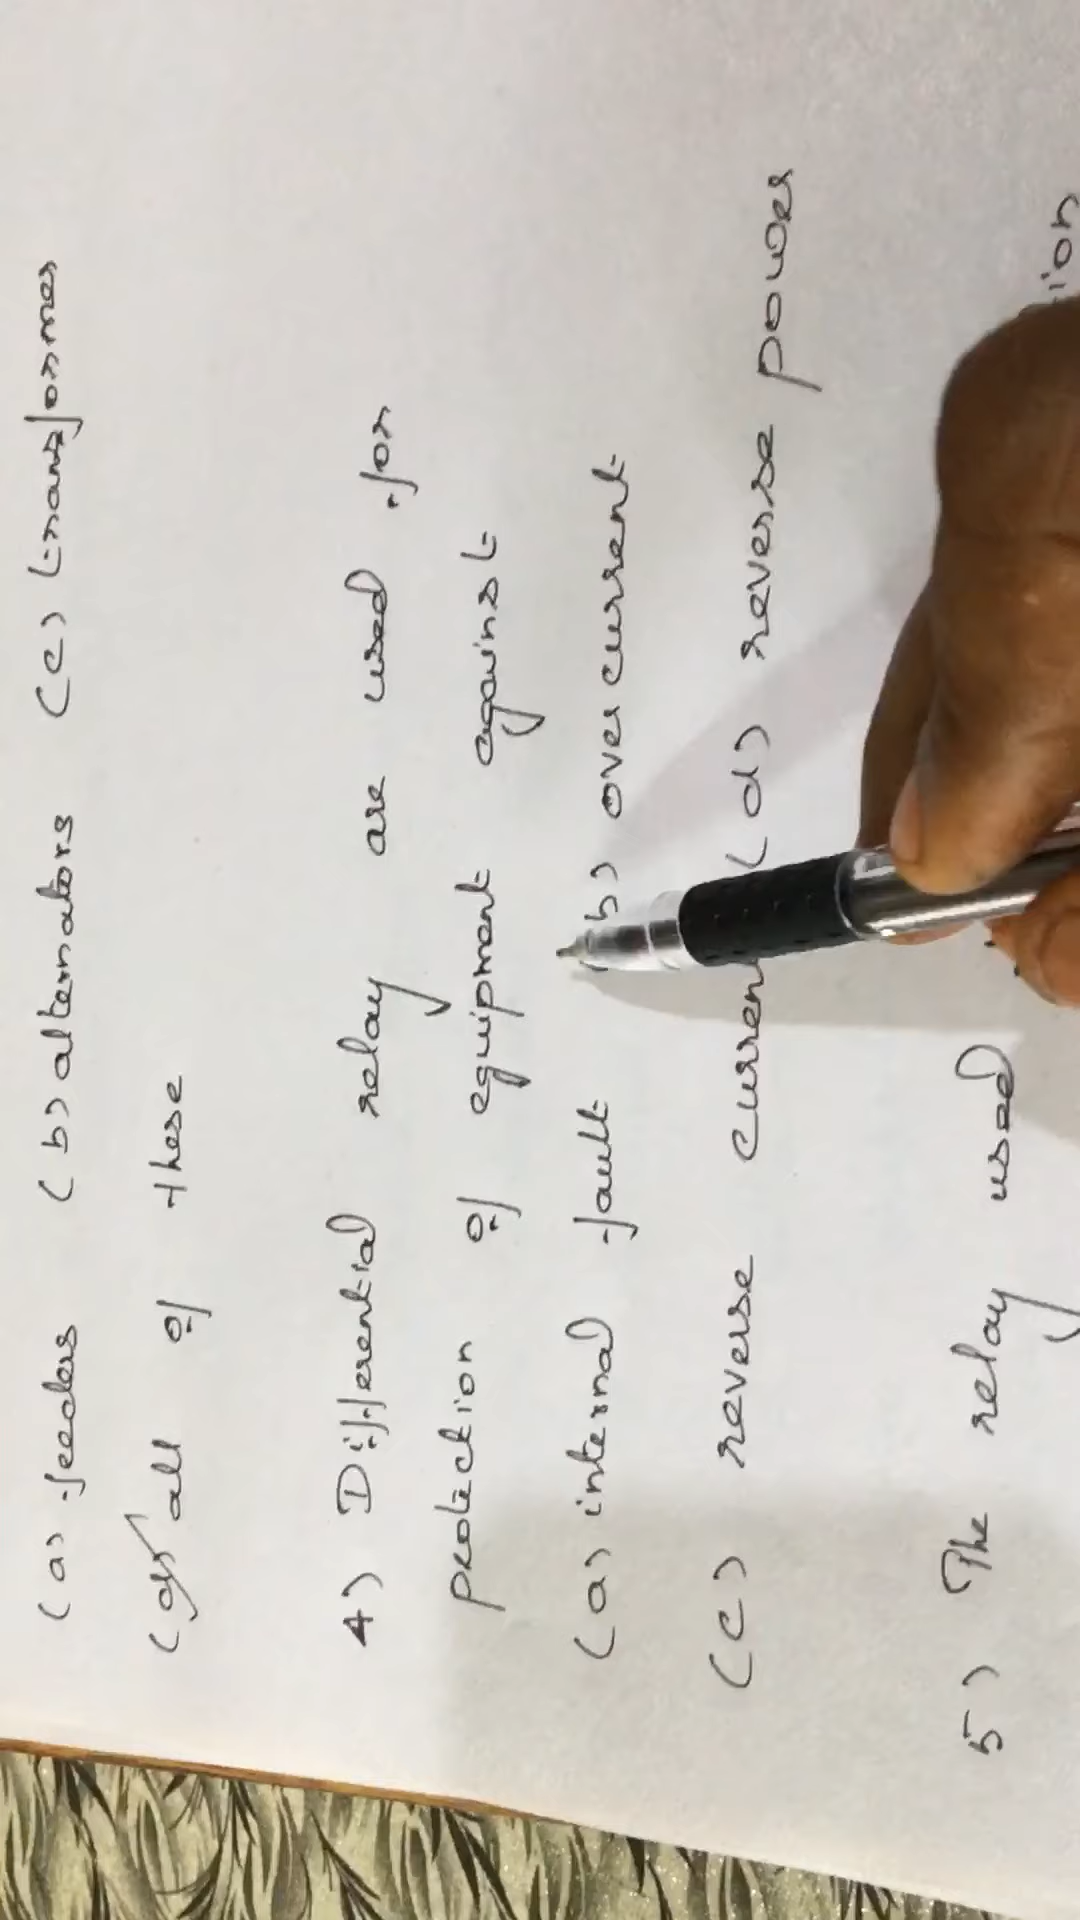 (a) feeders (b) alternators (c) transformer
(d) all of these
4) Differential relay are used for
protection of equipment against
(a) internal fault (b) over current
(c) reverse current (d) reverse power
5) The relay used